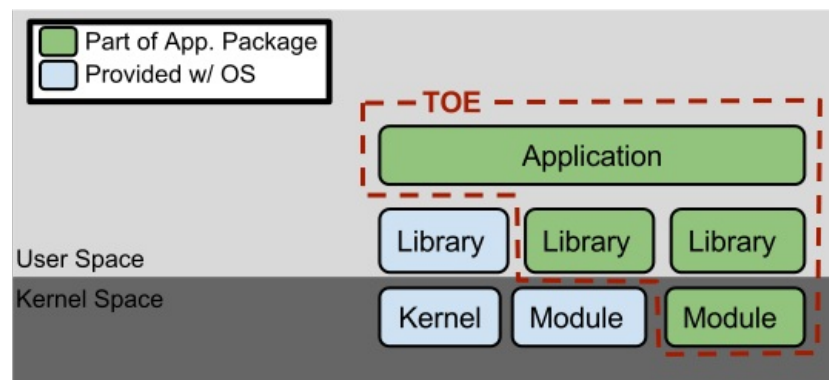 Part of App. Package
Provided w/ OS
TOE
Application
Library Library Library
User Space
Kernel Space
Kernel Module Module